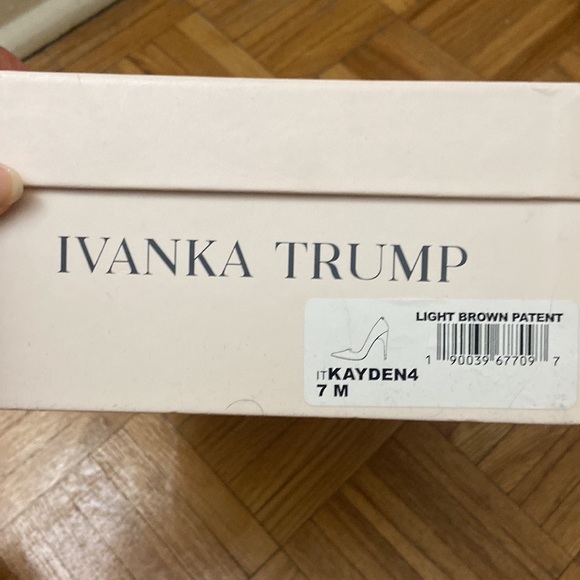 IVANKA TRUMP
LIGHT BROWN PATENT
1 90039 67709 7
ITKAYDEN4
7 M